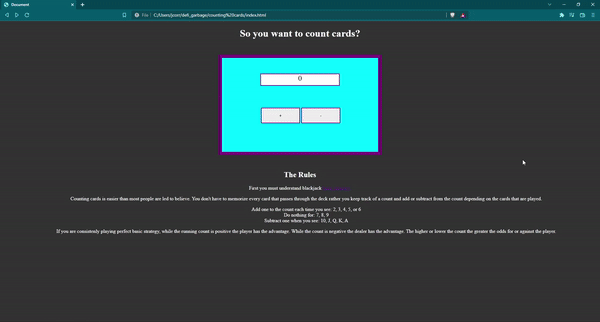 Document
File
C:/Users/jcorr/dell_garbage/counting%20cards/index.html
So you want to count cards?
0
+ -
The Rules
First you must understand blackjack
Counting cards is easier than most people are led to believe. You don't have to memorize every card that passes through the deck rather you keep track of a count and add or subtract from the count depending on the cards that are played.
Add one to the count each time you see: 2, 3, 4, 5, or 6
Do nothing for: 7, 8, 9
Subtract one when you see: 10, J, Q, K, A
If you are consistently playing perfect basic strategy, while the running count is positive the player has the advantage. While the count is negative the dealer has the advantage. The higher or lower the count the greater the odds for or against the player.